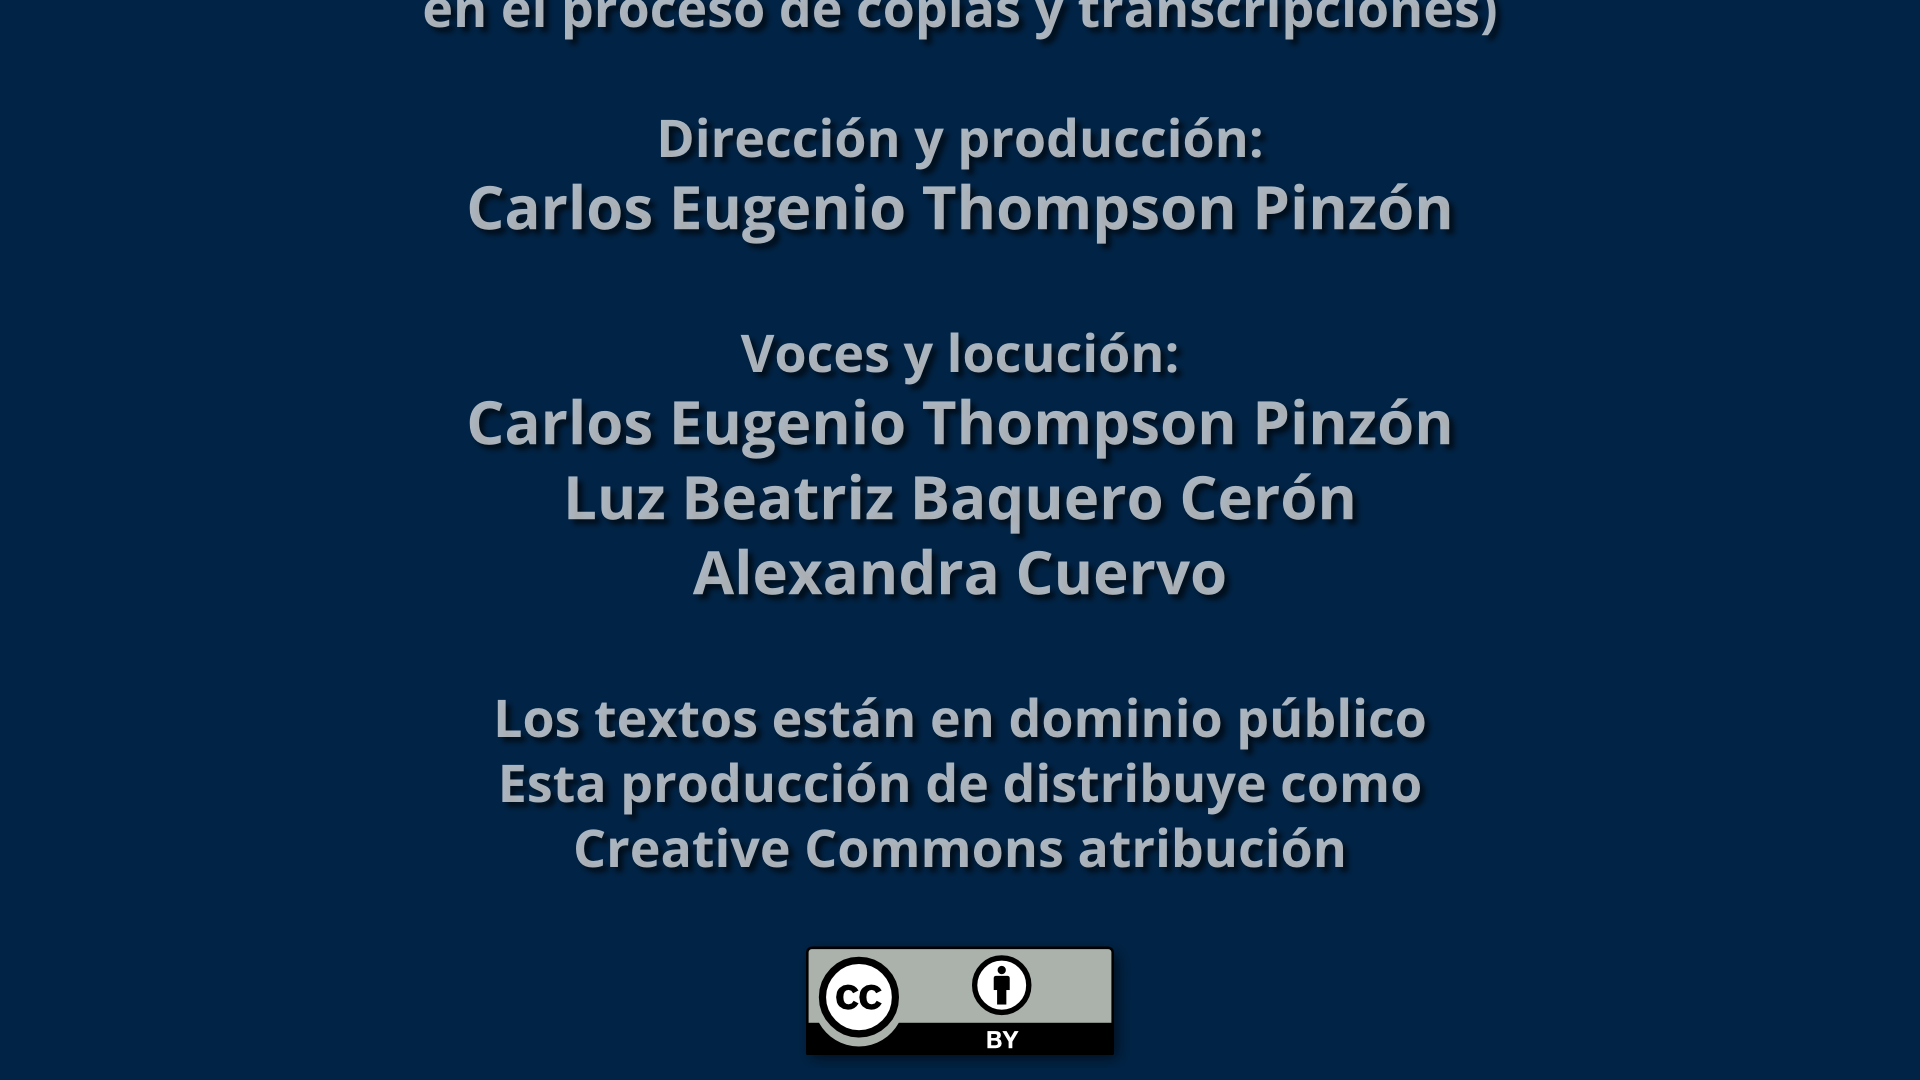 en el proceso de copias y transcripciones)
Dirección y producción:
Carlos Eugenio Thompson Pinzón
Voces y locución:
Carlos Eugenio Thompson Pinzón
Luz Beatriz Baquero Cerón
Alexandra Cuervo
Los textos están en dominio público
Esta producción de distribuye como
Creative Commons atribución
cc
BY